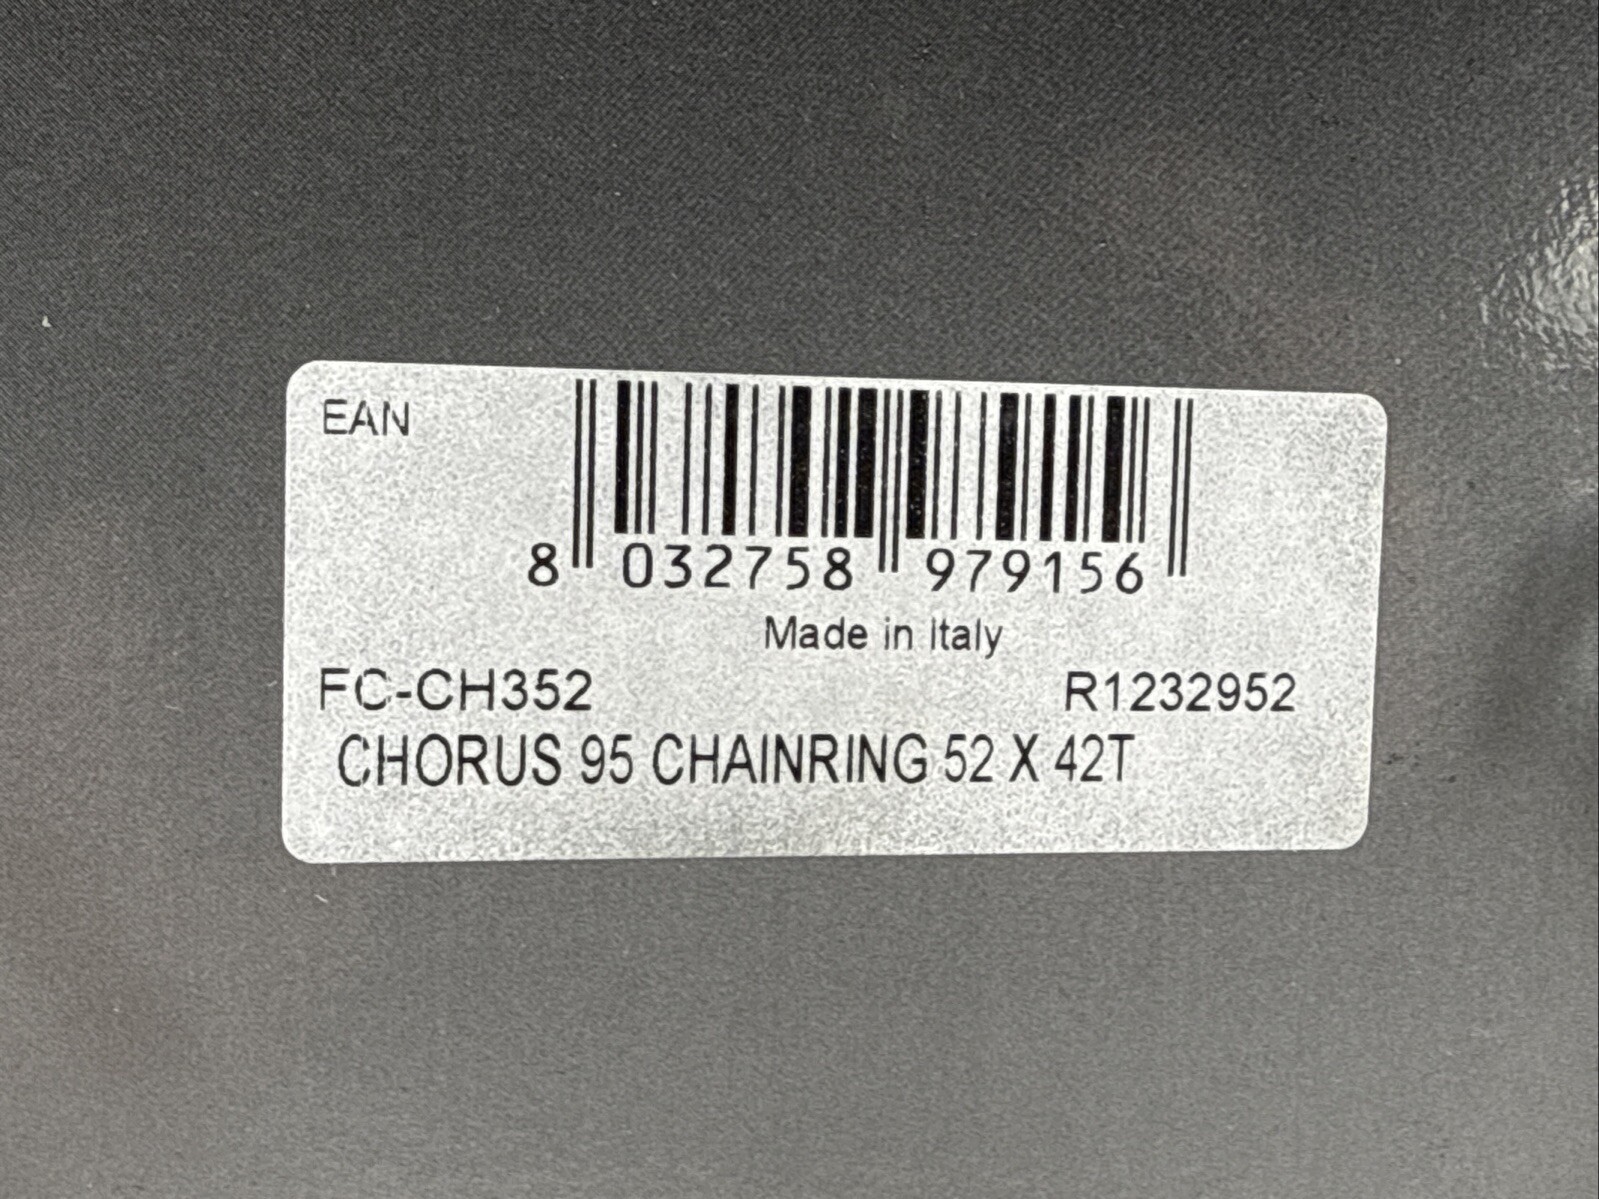 EAN
8 032758 979156
Made in Italy
FC-CH352 R1232952
CHORUS 95 CHAINRING 52 X 42T